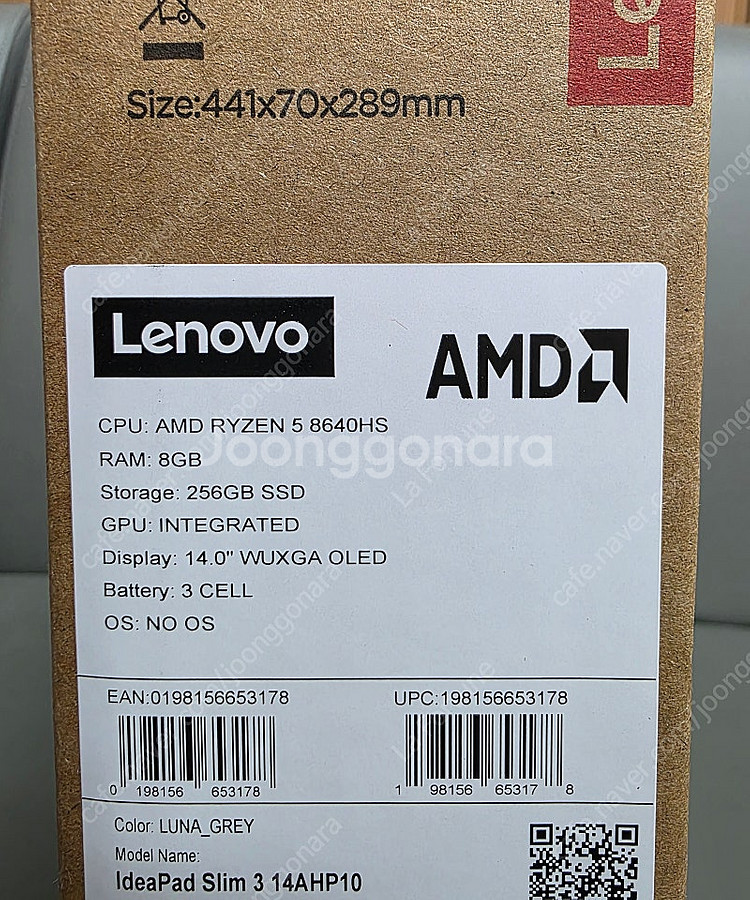 Size:441x70x289mm
Le
Lenovo
AMD
CPU: AMD RYZEN 5 8640HS
RAM: 8GB
Joonggonara
Storage: 256GB SSD
GPU: INTEGRATED
Display: 14.0" WUXGA OLED
Battery: 3 CELL
OS: NO OS
EAN:0198156653178
UPC:198156653178
0 198156 653178
1 98156 65317 8
Color: LUNA_GREY
Model Name:
IdeaPad Slim 3 14AHP10